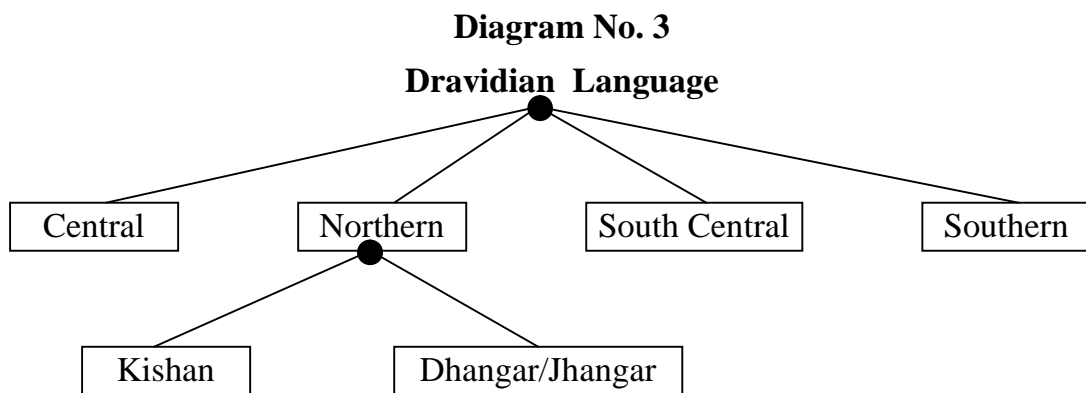 Diagram No. 3
Dravidian Language
Central Northern South Central Southern
Kishan Dhangar/Jhangar